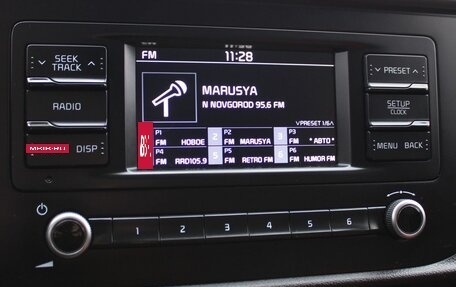 SEEK
TRACK
FM 11:28
PRESET
MARUSYA
N NOVGOROD 95.6 FM
RADIO
SETUP
CLOCK
PRESET 1/6
P1 P2 P3
FM НОВОЕ FM MARUSYA FM *АВТО*
DISP
MENU BACK
P4 P5 P6
FM RRD105.9 FM RETRO FM FM HUMOR FM
1 2 3 4 5 6